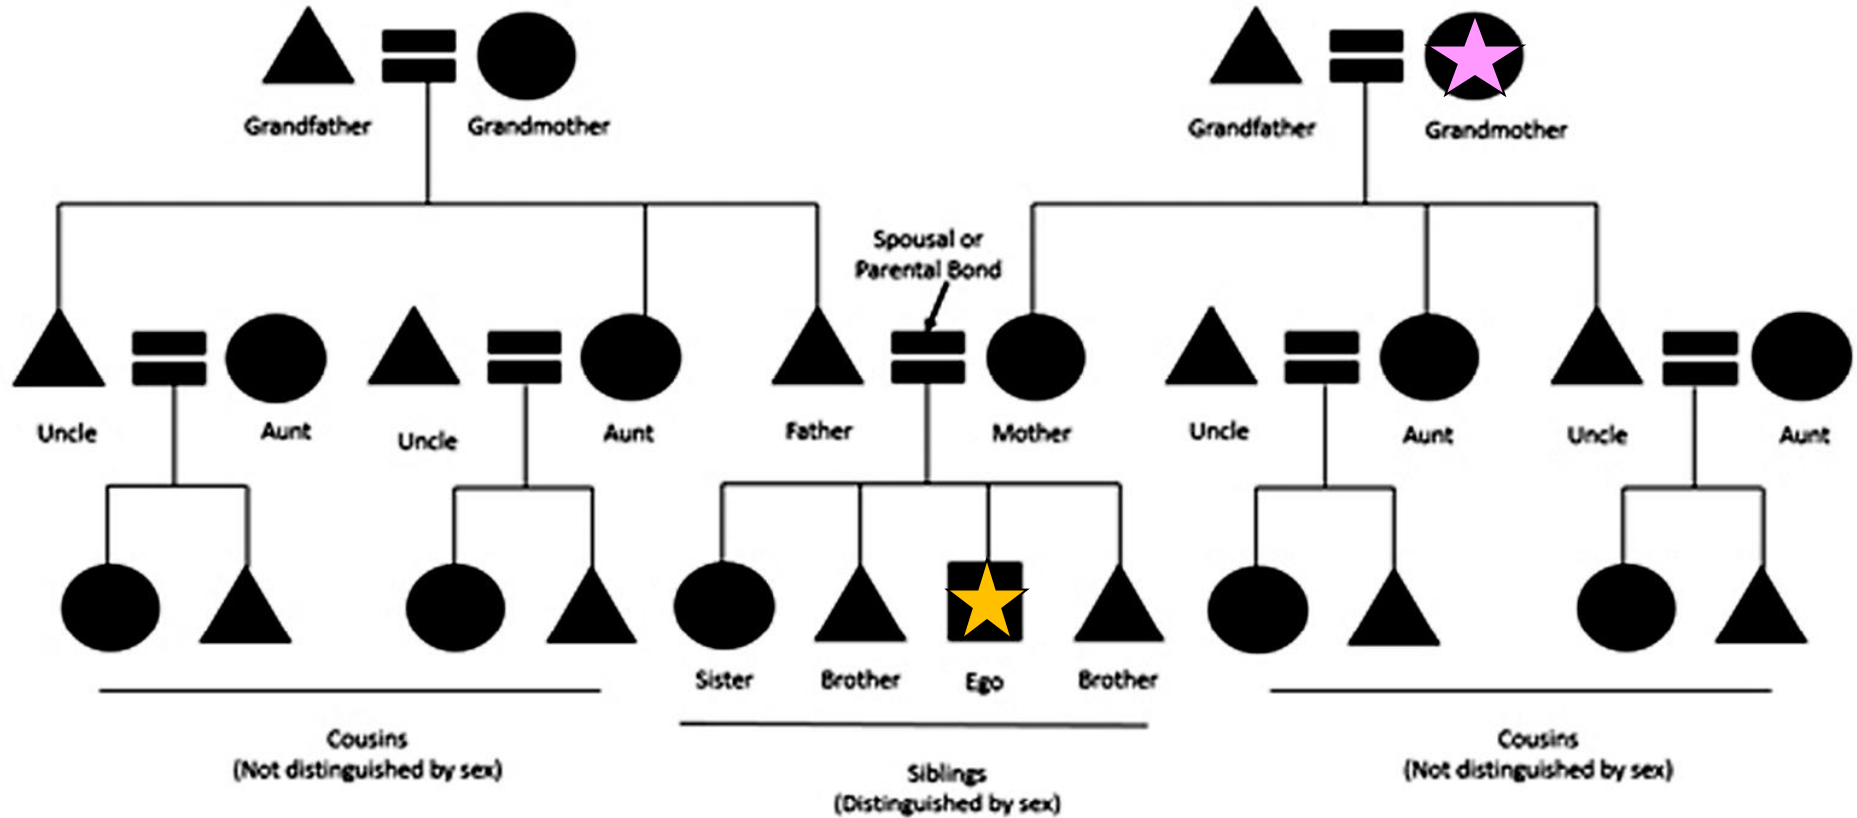 Grandfather
Grandmother
Grandfather
Grandmother
Spousal or
Parental Bond
Uncle
Aunt
Uncle
Aunt
Father
Mother
Uncle
Aunt
Uncle
Aunt
Sister
Brother
Ego
Brother
Cousins
(Not distinguished by sex)
Siblings
(Distinguished by sex)
Cousins
(Not distinguished by sex)